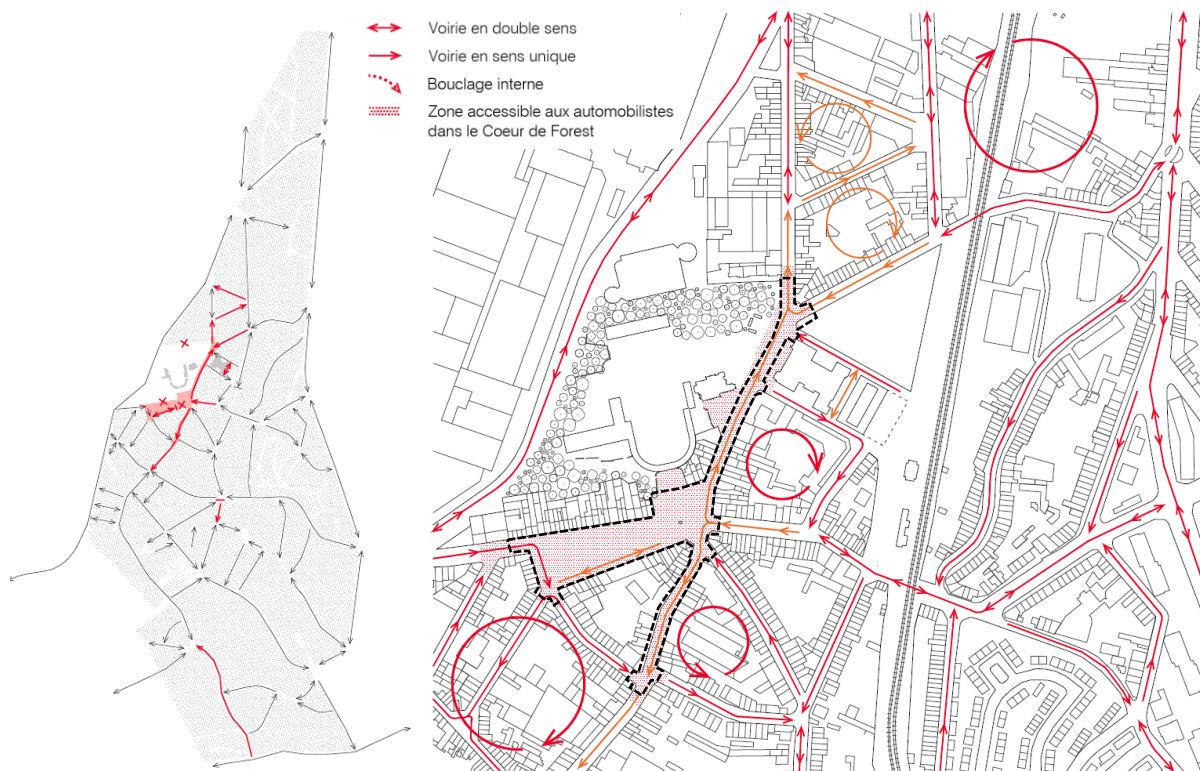 Voirie en double sens
Voirie en sens unique
Bouclage interne
Zone accessible aux automobilistes
dans le Coeur de Forest